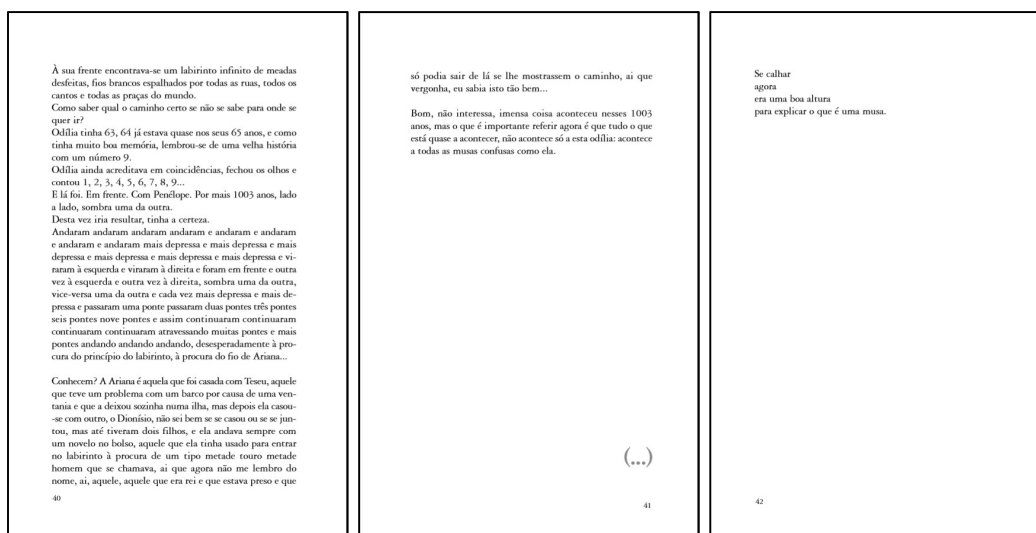 À sua frente encontrava-se um labirinto infinito de meadas
desfeitas, fios brancos espalhados por todas as ruas, todos os
cantos e todas as praças do mundo.
Como saber qual o caminho certo se não se sabe para onde se
quer ir?
Odília tinha 63, 64 já estava quase nos seus 65 anos, e como
tinha muito boa memória, lembrou-se de uma velha história
com um número 9.
Odília ainda acreditava em coincidências, fechou os olhos e
contou 1, 2, 3, 4, 5, 6, 7, 8, 9...
E lá foi. Em frente. Com Penélope. Por mais 1003 anos, lado
a lado, sombra uma da outra.
Desta vez iria resultar, tinha a certeza.
Andaram andaram andaram andaram e andaram e andaram
e andaram e andaram mais depressa e mais depressa e mais
depressa e mais depressa e mais depressa e mais depressa e vi-
raram à esquerda e viraram à direita e foram em frente e outra
vez à esquerda e outra vez à direita, sombra uma da outra,
vice-versa uma da outra e cada vez mais depressa e mais de-
pressa e passaram uma ponte passaram duas pontes três pontes
seis pontes nove pontes e assim continuaram continuaram
continuaram continuaram atravessando muitas pontes e mais
pontes andando andando andando, desesperadamente à pro-
cura do princípio do labirinto, à procura do fio de Ariana...
Conhecem? A Ariana é aquela que foi casada com Teseu, aquele
que teve um problema com um barco por causa de uma ven-
tania e que a deixou sozinha numa ilha, mas depois ela casou-
-se com outro, o Dionísio, não sei bem se se casou ou se se jun-
tou, mas até tiveram dois filhos, e ela andava sempre com
um novelo no bolso, aquele que ela tinha usado para entrar
no labirinto à procura de um tipo metade touro metade
homem que se chamava, ai que agora não me lembro do
nome, ai, aquele, aquele que era rei e que estava preso e que
40
só podia sair de lá se lhe mostrassem o caminho, ai que
vergonha, eu sabia isto tão bem...
Bom, não interessa, imensa coisa aconteceu nesses 1003
anos, mas o que é importante referir agora é que tudo o que
está quase a acontecer, não acontece só a esta odília: acontece
a todas as musas confusas como ela.
(...)
41
Se calhar
agora
era uma boa altura
para explicar o que é uma musa.
42